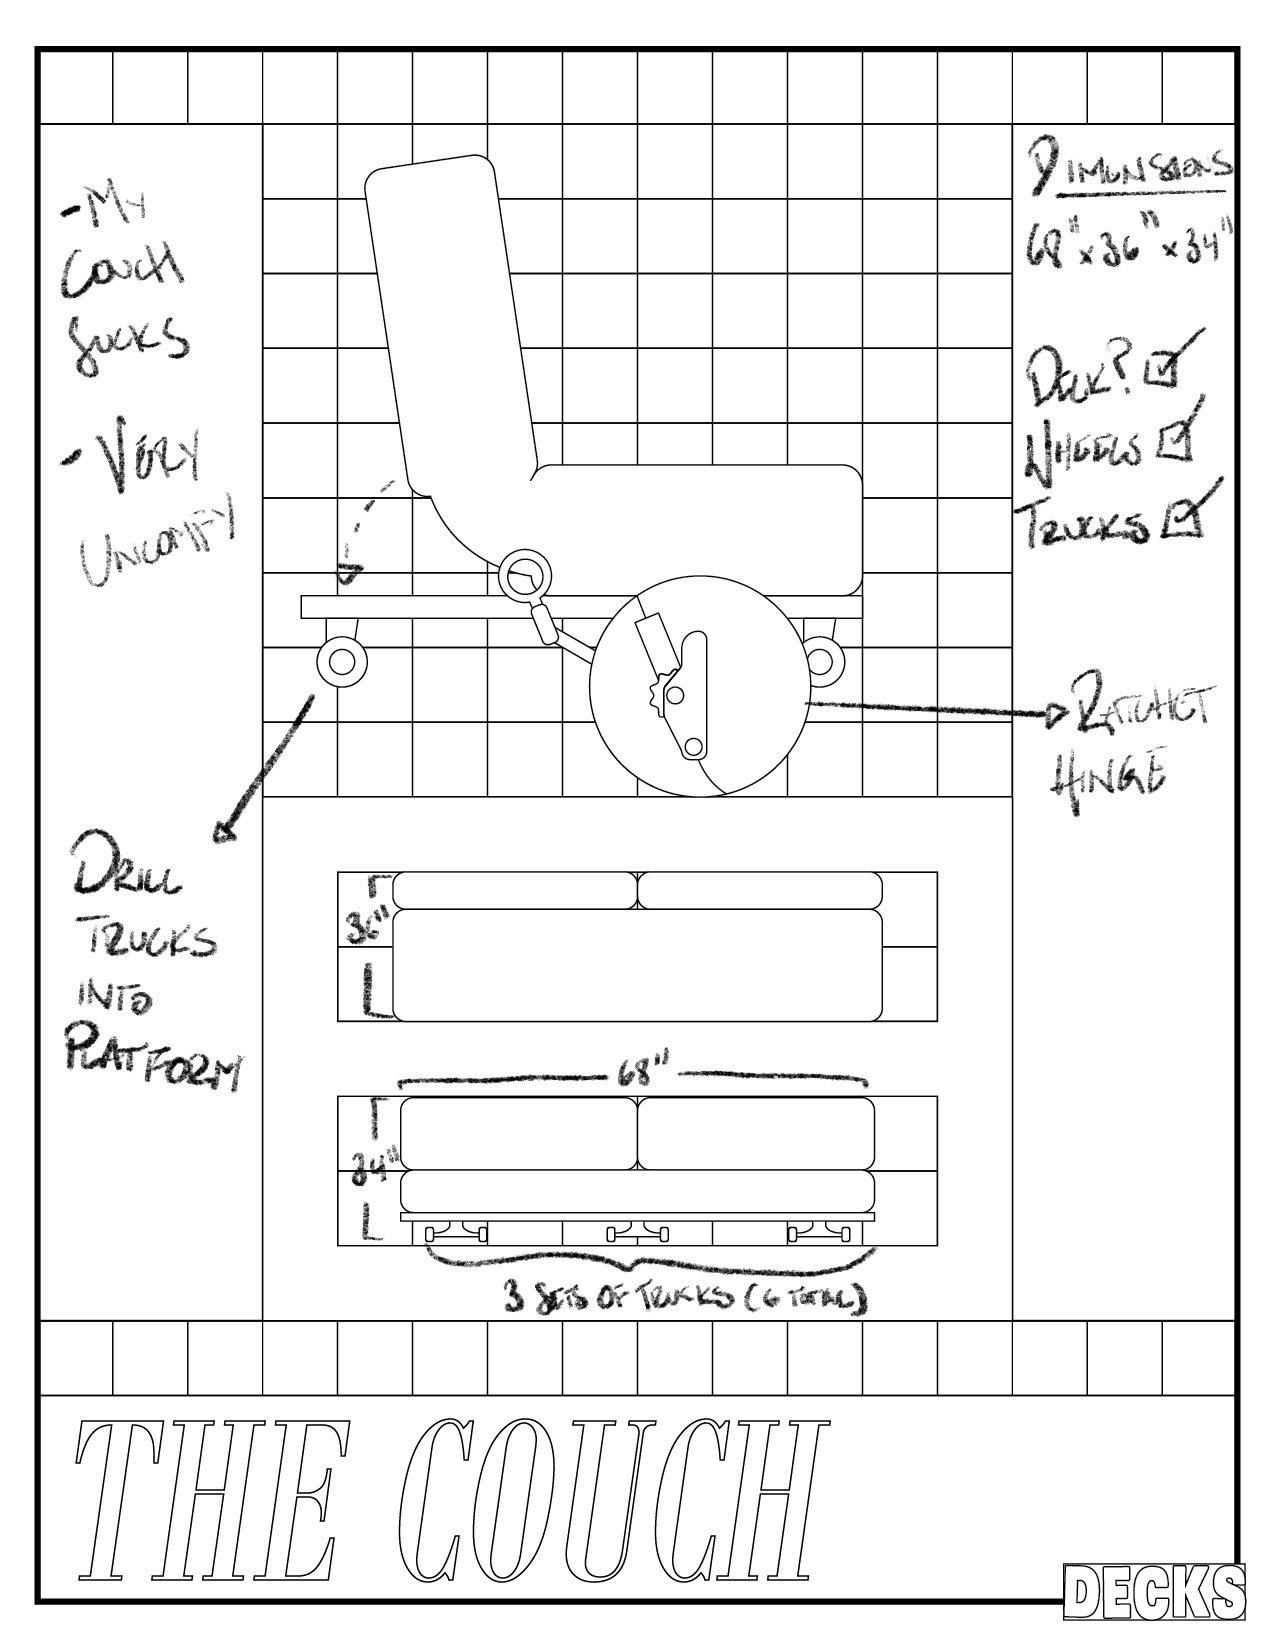 - My
Couch
Sucks
- Very
Uncomfy
Dimunsions
68" x 36" x 34"
Deck? ☑
Wheels ☑
Trucks ☑
Ratchet
Hinge
Drill
Trucks
into
Platform
36"
68"
34"
3 Sets of Trucks (6 total)
THE COUCH
DECKS